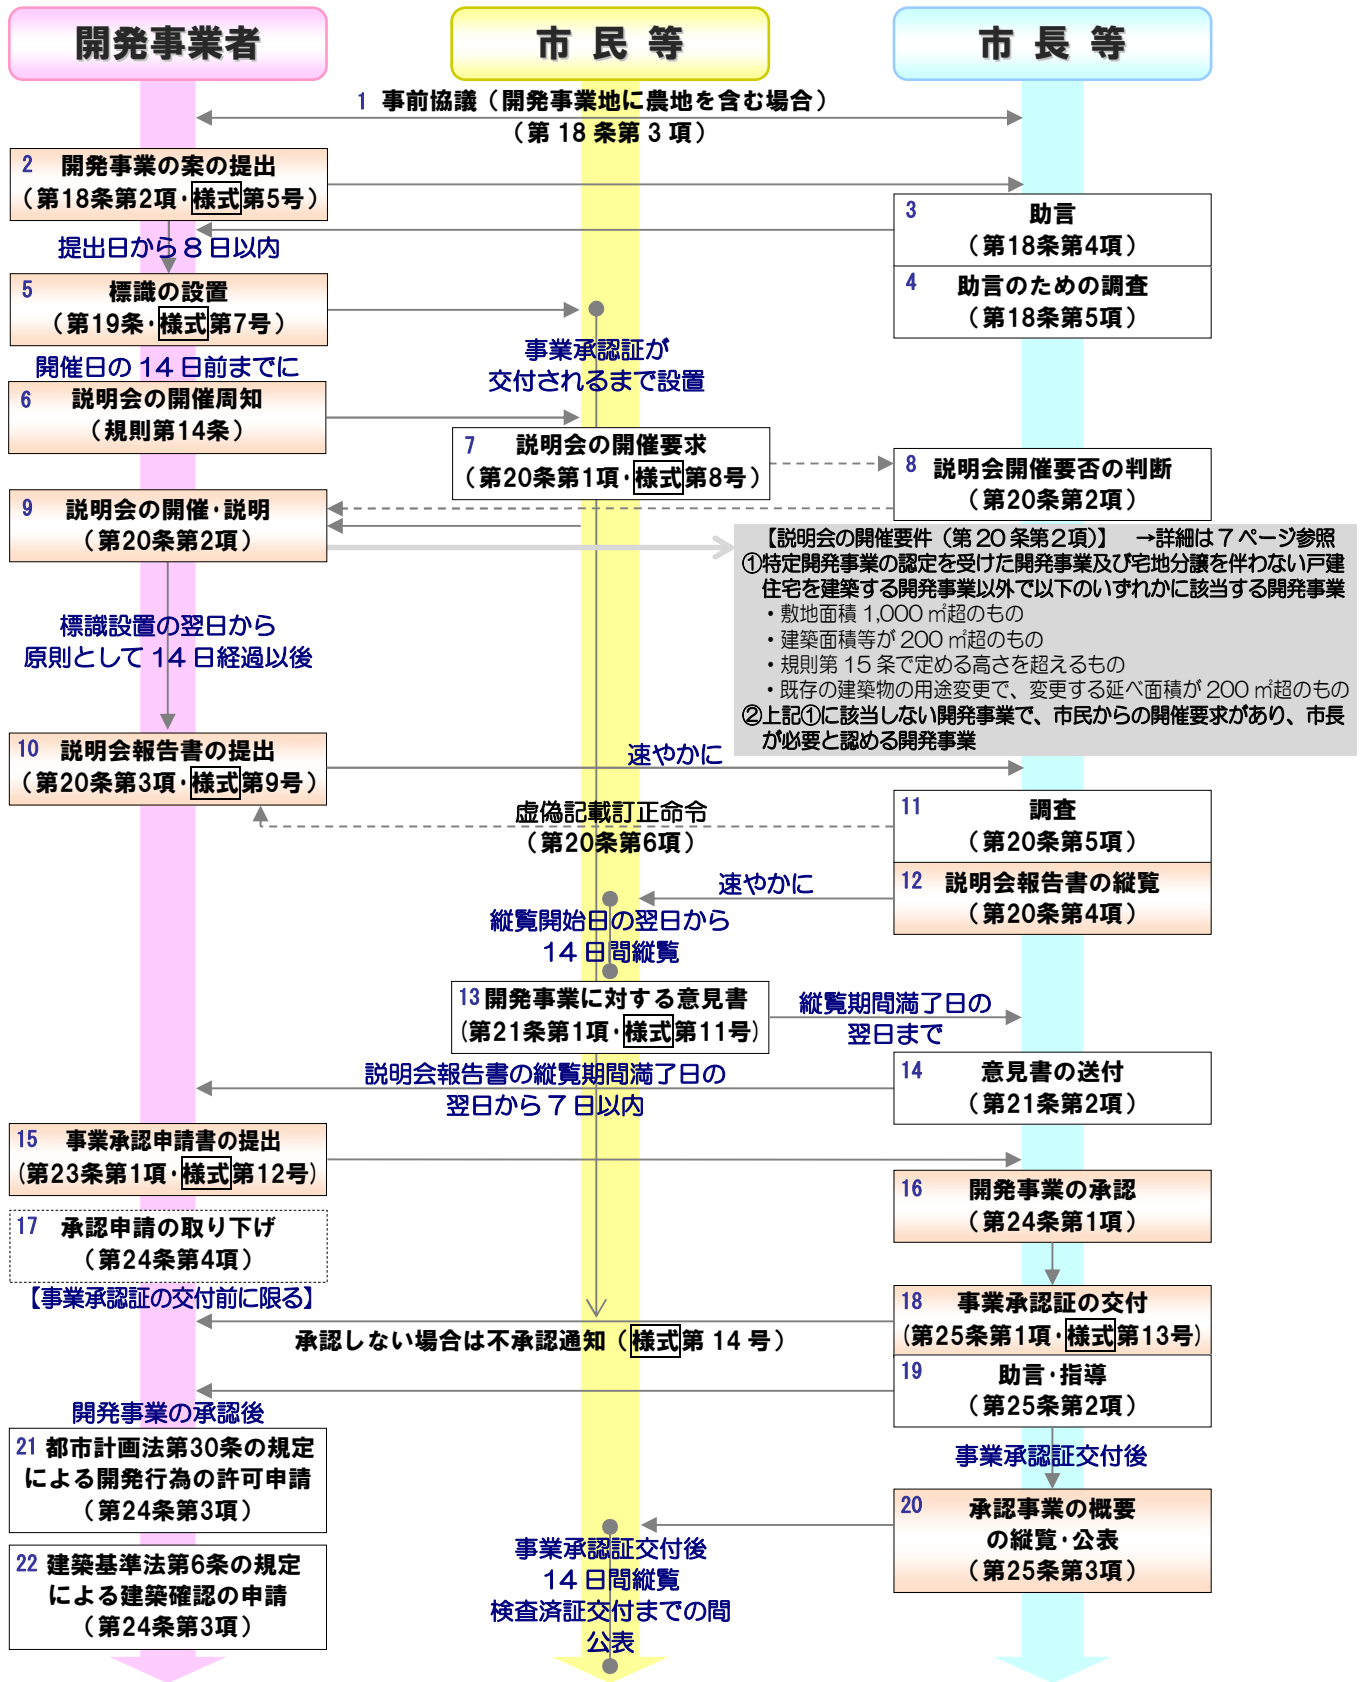 開発事業者
市 民 等
市 長 等
1 事前協議（開発事業地に農地を含む場合）
（第 18 条第 3 項）
2 開発事業の案の提出
（第18条第2項・様式第5号）
3 助言
（第18条第4項）
提出日から 8 日以内
4 助言のための調査
（第18条第5項）
5 標識の設置
（第19条・様式第7号）
事業承認証が
交付されるまで設置
開催日の 14 日前までに
6 説明会の開催周知
（規則第14条）
7 説明会の開催要求
（第20条第1項・様式第8号）
8 説明会開催要否の判断
（第20条第2項）
9 説明会の開催・説明
（第20条第2項）
【説明会の開催要件（第 20 条第２項）】 →詳細は 7 ページ参照
①特定開発事業の認定を受けた開発事業及び宅地分譲を伴わない戸建
住宅を建築する開発事業以外で以下のいずれかに該当する開発事業
・敷地面積 1,000 ㎡超のもの
・建築面積等が 200 ㎡超のもの
・規則第 15 条で定める高さを超えるもの
・既存の建築物の用途変更で、変更する延べ面積が 200 ㎡超のもの
②上記①に該当しない開発事業で、市民からの開催要求があり、市長
が必要と認める開発事業
標識設置の翌日から
原則として 14 日経過以後
10 説明会報告書の提出
（第20条第3項・様式第9号）
速やかに
11 調査
（第20条第5項）
虚偽記載訂正命令
（第20条第6項）
12 説明会報告書の縦覧
（第20条第4項）
速やかに
縦覧開始日の翌日から
14 日間縦覧
13 開発事業に対する意見書
(第21条第1項・様式第11号)
縦覧期間満了日の
翌日まで
14 意見書の送付
（第21条第2項）
説明会報告書の縦覧期間満了日の
翌日から 7 日以内
15 事業承認申請書の提出
(第23条第1項・様式第12号)
16 開発事業の承認
（第24条第1項）
17 承認申請の取り下げ
（第24条第4項）
【事業承認証の交付前に限る】
18 事業承認証の交付
(第25条第1項・様式第13号)
承認しない場合は不承認通知（様式第 14 号）
19 助言・指導
（第25条第2項）
開発事業の承認後
21 都市計画法第30条の規定
による開発行為の許可申請
（第24条第3項）
事業承認証交付後
20 承認事業の概要
の縦覧・公表
（第25条第3項）
事業承認証交付後
14 日間縦覧
検査済証交付までの間
公表
22 建築基準法第6条の規定
による建築確認の申請
（第24条第3項）